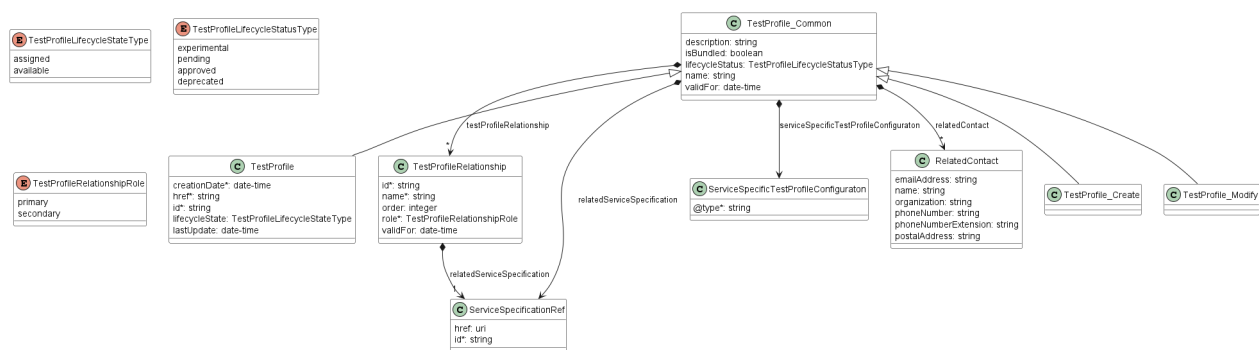 E TestProfileLifecycleStateType
assigned
available
E TestProfileLifecycleStatusType
experimental
pending
approved
deprecated
C TestProfile_Common
description: string
isBundled: boolean
lifecycleStatus: TestProfileLifecycleStatusType
name: string
validFor: date-time
testProfileRelationship
*
serviceSpecificTestProfileConfiguraton
relatedContact
*
E TestProfileRelationshipRole
primary
secondary
C TestProfile
creationDate*: date-time
href*: string
id*: string
lifecycleState: TestProfileLifecycleStateType
lastUpdate: date-time
C TestProfileRelationship
id*: string
name*: string
order: integer
role*: TestProfileRelationshipRole
validFor: date-time
relatedServiceSpecification
C ServiceSpecificTestProfileConfiguraton
@type*: string
C RelatedContact
emailAddress: string
name: string
organization: string
phoneNumber: string
phoneNumberExtension: string
postalAddress: string
C TestProfile_Create
C TestProfile_Modify
relatedServiceSpecification
1
C ServiceSpecificationRef
href: uri
id*: string